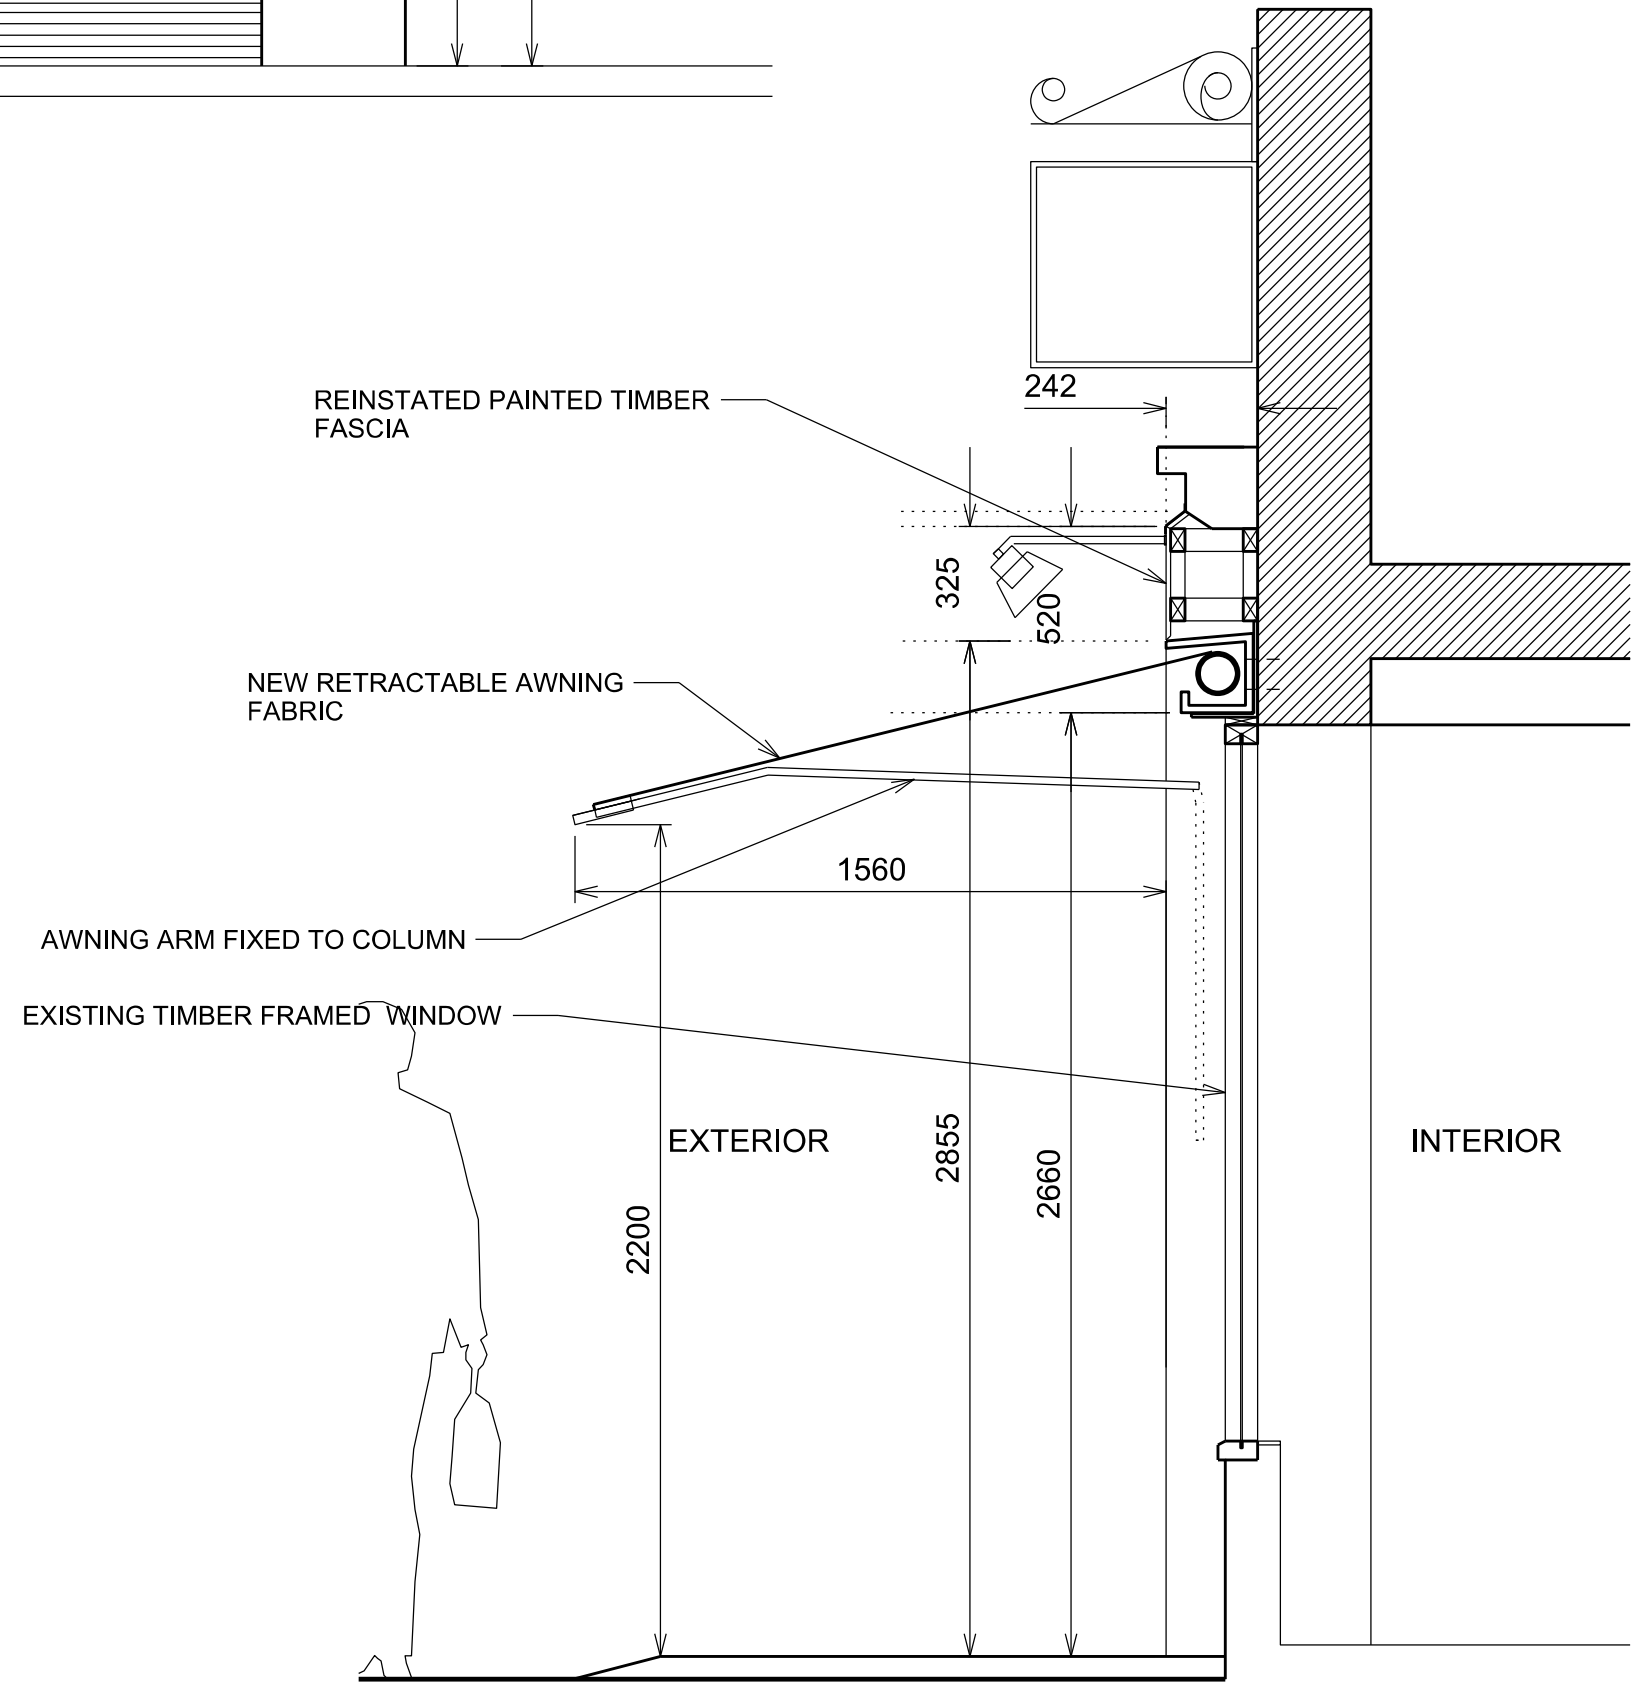 242
REINSTATED PAINTED TIMBER
FASCIA
325
520
NEW RETRACTABLE AWNING
FABRIC
1560
AWNING ARM FIXED TO COLUMN
EXISTING TIMBER FRAMED WINDOW
EXTERIOR
2855
2660
INTERIOR
2200